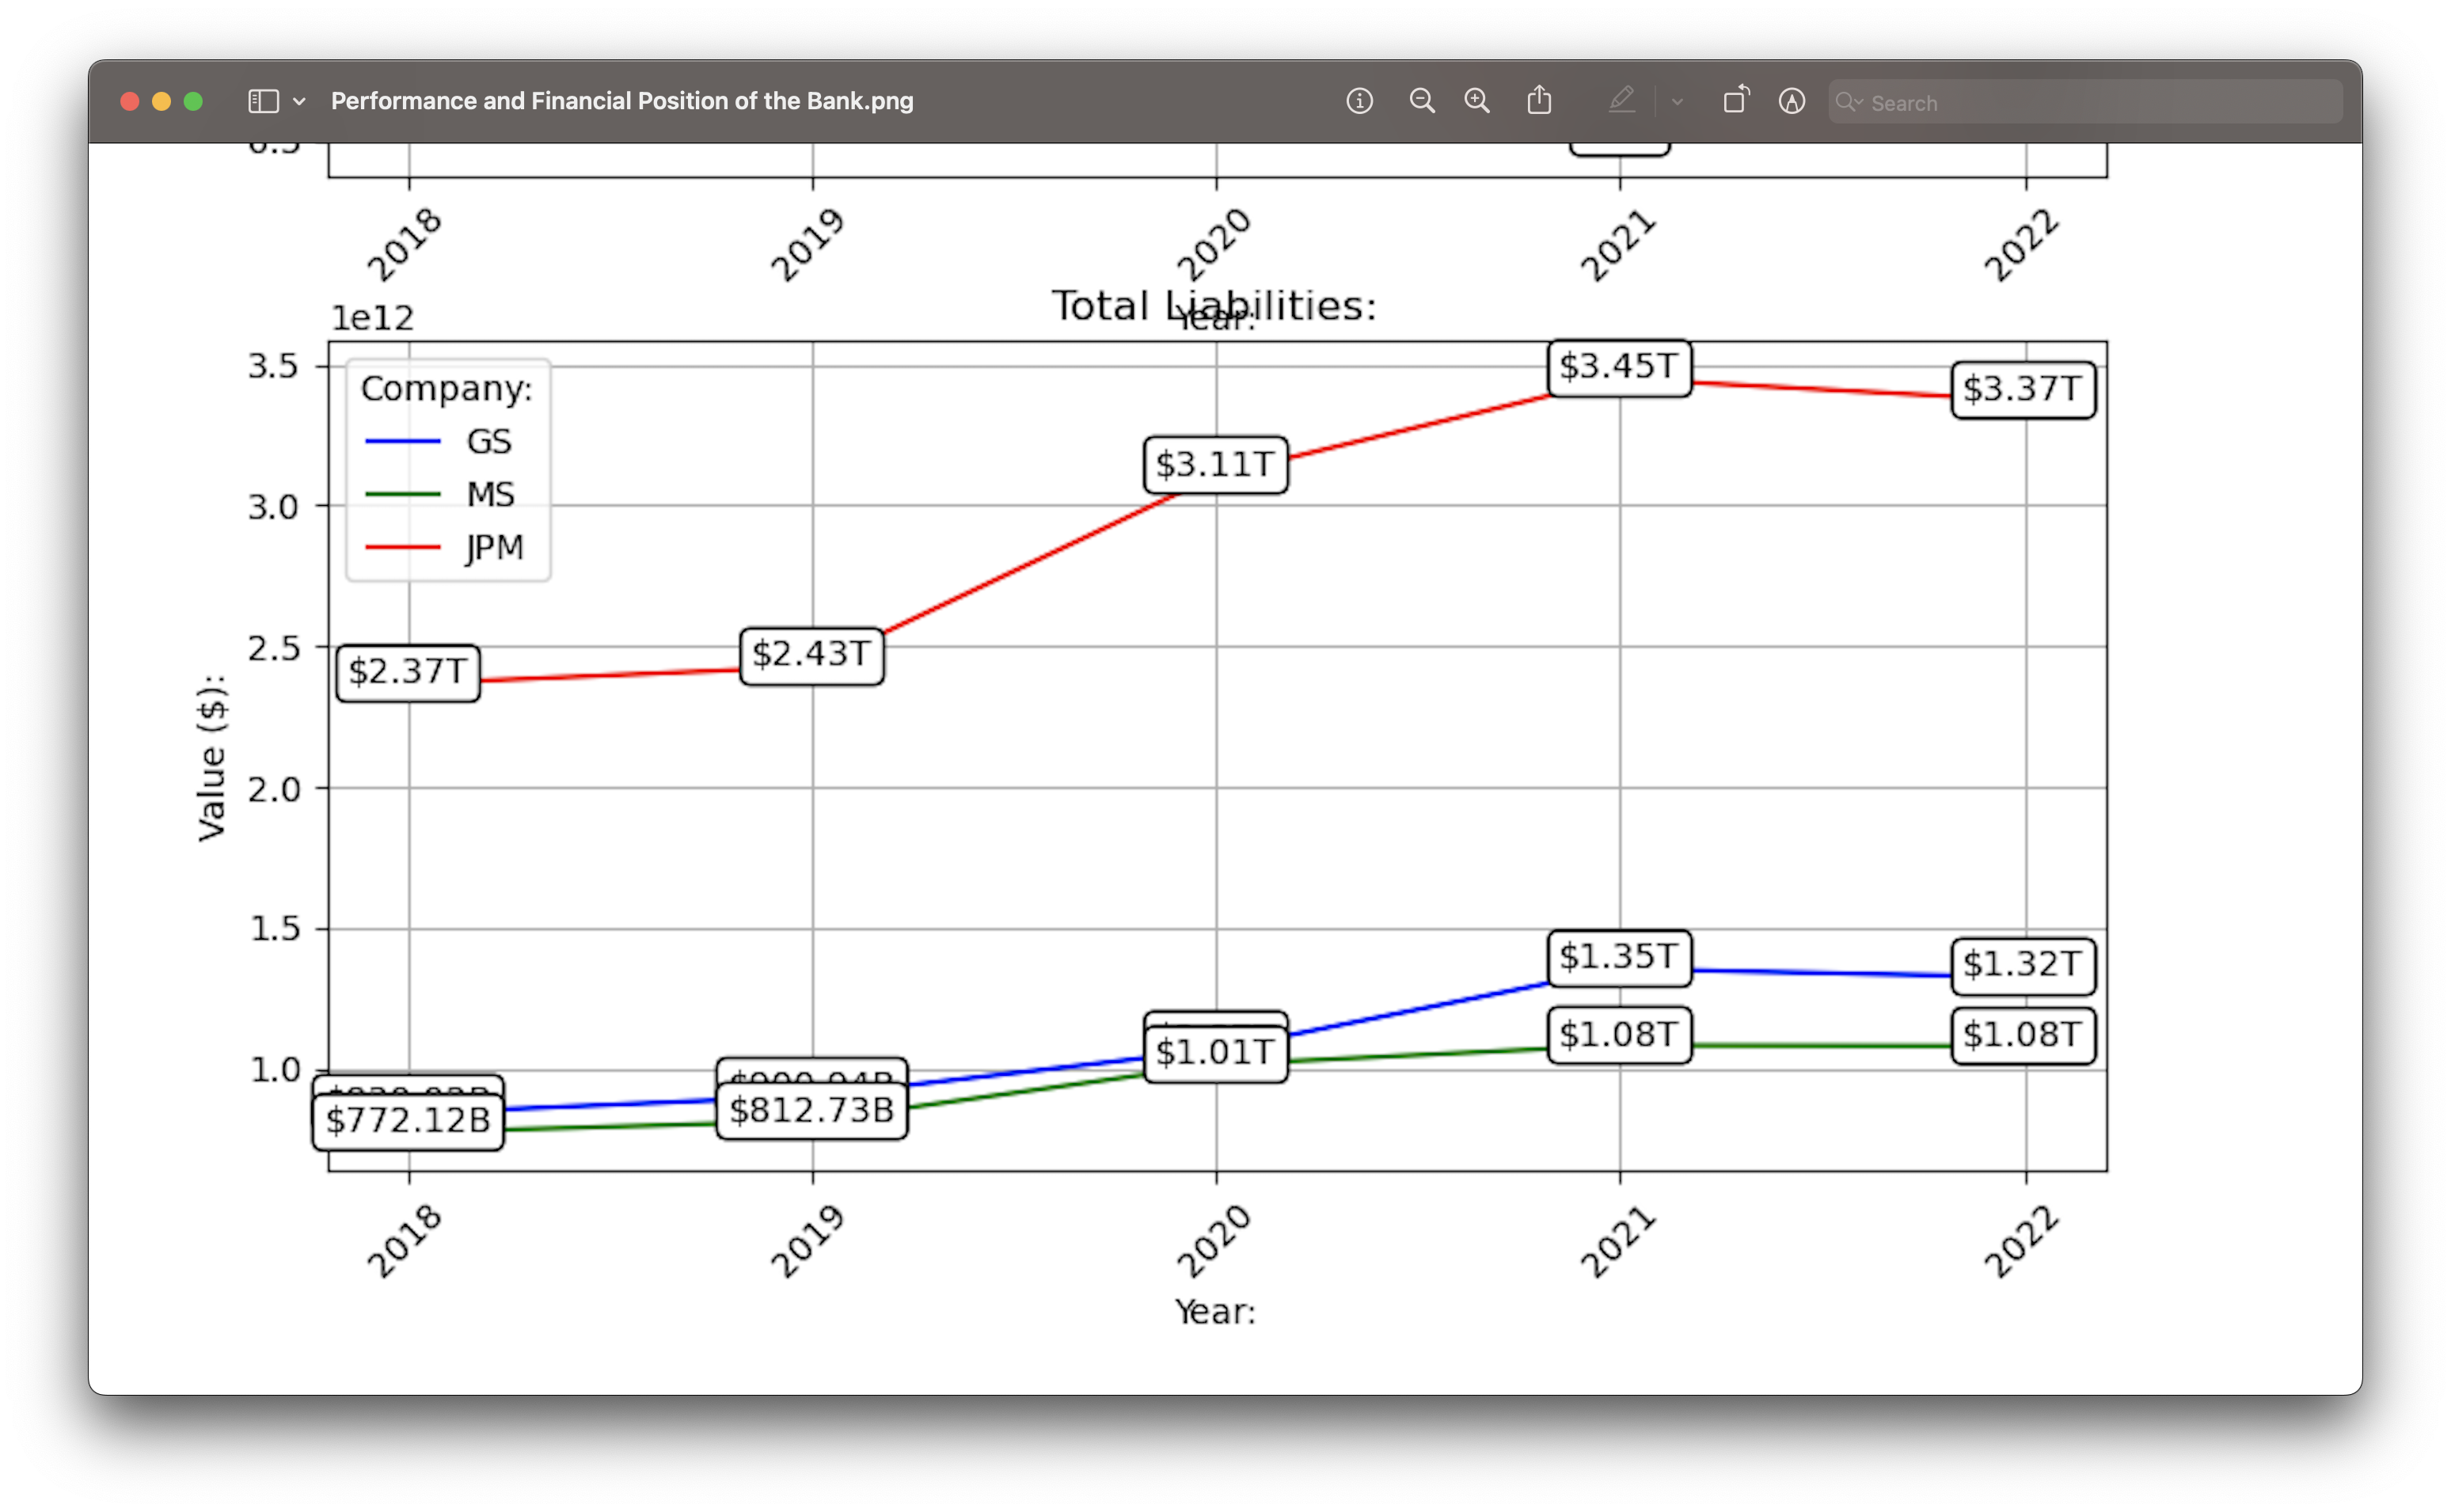 Performance and Financial Position of the Bank.png
Search
2018 2019 2020 2021 2022
Year:
Total Liabilities:
1e12
3.5
3.0
2.5
2.0
1.5
1.0
Value ($):
Company:
GS
MS
JPM
$2.37T
$2.43T
$3.11T
$3.45T
$3.37T
$1.35T
$1.32T
$1.01T
$1.08T
$1.08T
$772.12B
$812.73B
2018 2019 2020 2021 2022
Year: